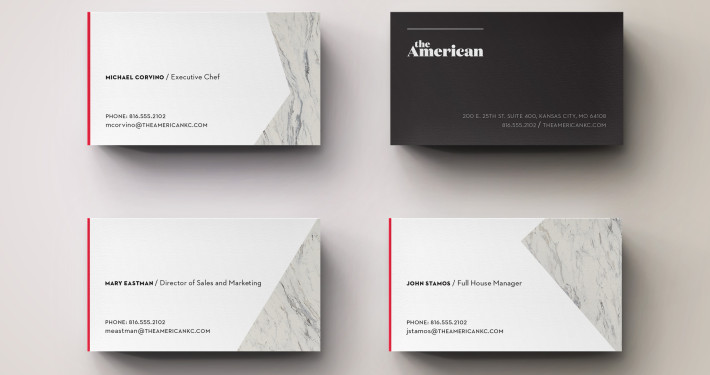 MICHAEL CORVINO / Executive Chef
PHONE: 816.555.2102
mcorvino@THEAMERICANKC.COM
the
American
200 E. 25TH ST. SUITE 400, KANSAS CITY, MO 64108
816.555.2102 / THEAMERICANKC.COM
MARY EASTMAN / Director of Sales and Marketing
PHONE: 816.555.2102
meastman@THEAMERICANKC.COM
JOHN STAMOS / Full House Manager
PHONE: 816.555.2102
jstamos@THEAMERICANKC.COM